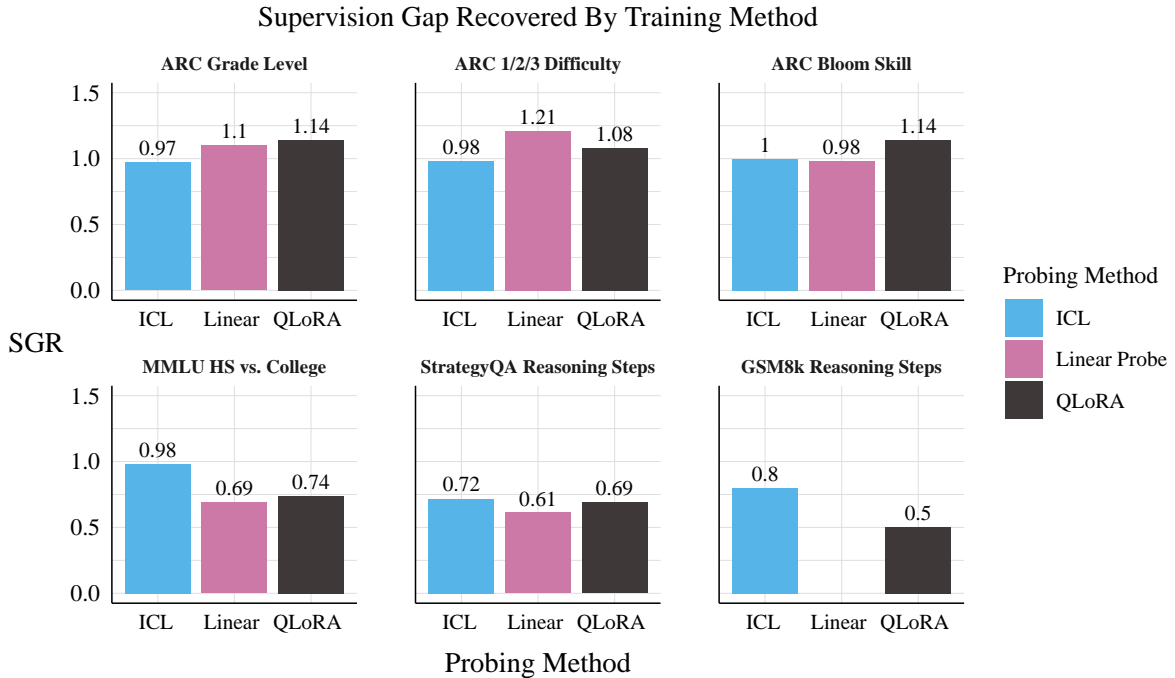 Supervision Gap Recovered By Training Method
ARC Grade Level
ARC 1/2/3 Difficulty
ARC Bloom Skill
1.5
1.0
0.5
0.0
0.97
1.1
1.14
0.98
1.21
1.08
1
0.98
1.14
ICL Linear QLoRA
ICL Linear QLoRA
ICL Linear QLoRA
SGR
MMLU HS vs. College
StrategyQA Reasoning Steps
GSM8k Reasoning Steps
1.5
1.0
0.5
0.0
0.98
0.69
0.74
0.72
0.61
0.69
0.8
0.5
ICL Linear QLoRA
ICL Linear QLoRA
ICL Linear QLoRA
Probing Method
Probing Method
ICL
Linear Probe
QLoRA